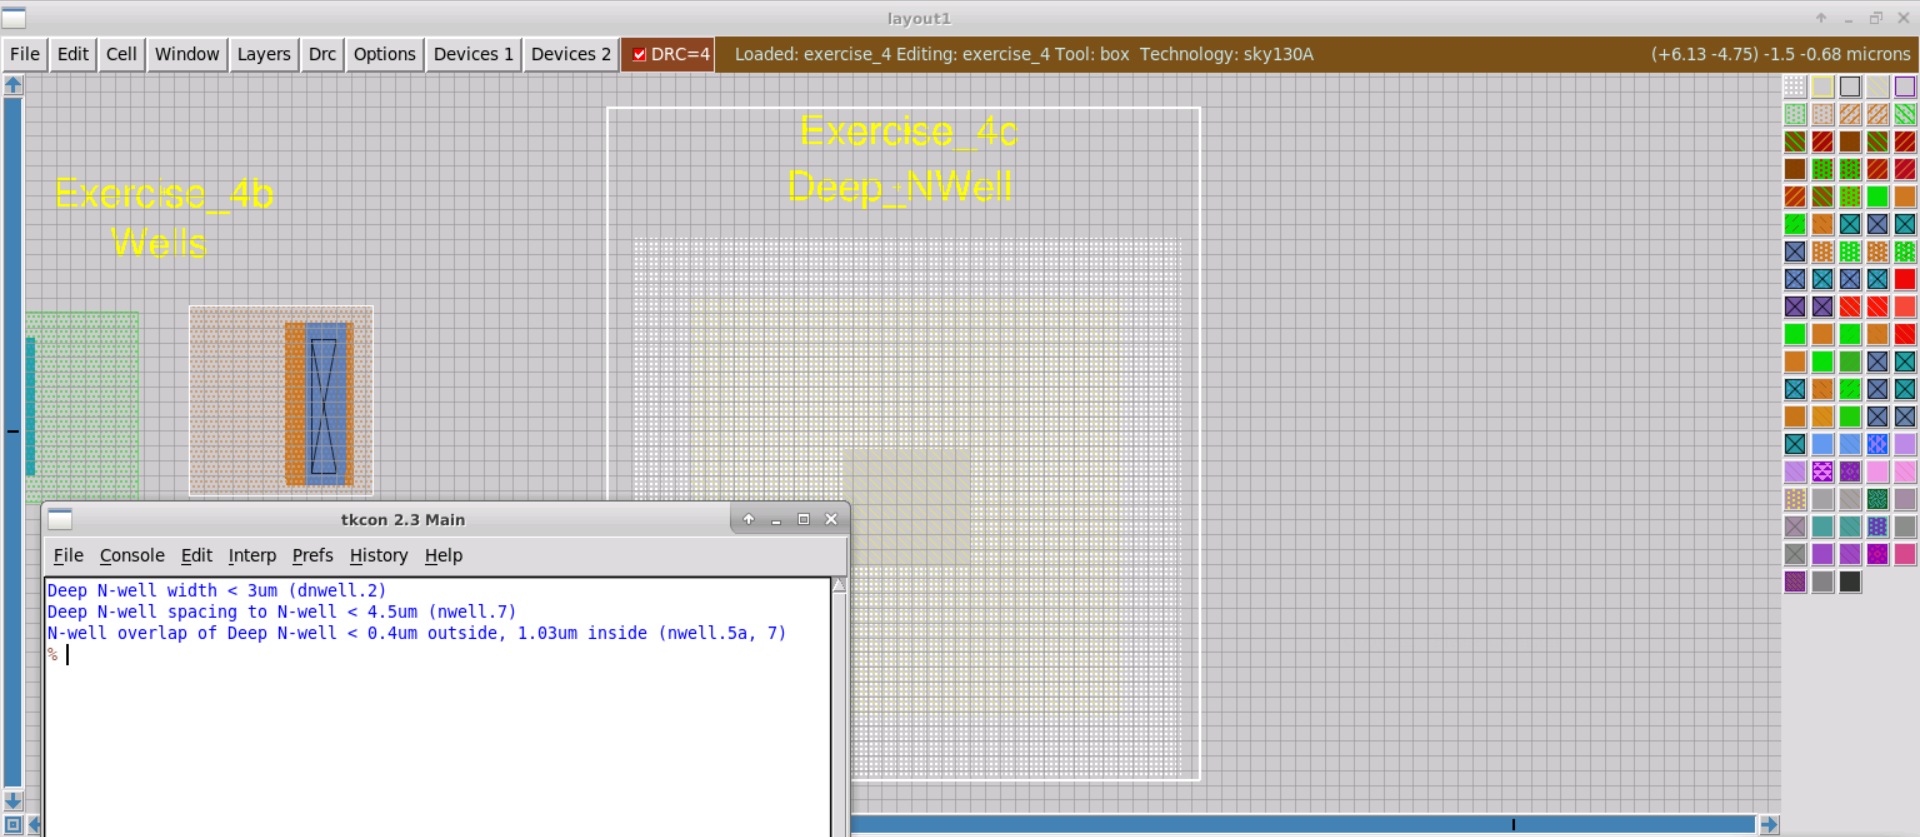 layout1
File Edit Cell Window Layers Drc Options Devices 1 Devices 2 DRC=4 Loaded: exercise_4 Editing: exercise_4 Tool: box Technology: sky130A (+6.13 -4.75) -1.5 -0.68 microns
Exercise_4c
Deep_NWell
Exercise_4b
Wells
tkcon 2.3 Main
File Console Edit Interp Prefs History Help
Deep N-well width < 3um (dnwell.2)
Deep N-well spacing to N-well < 4.5um (nwell.7)
N-well overlap of Deep N-well < 0.4um outside, 1.03um inside (nwell.5a, 7)
%